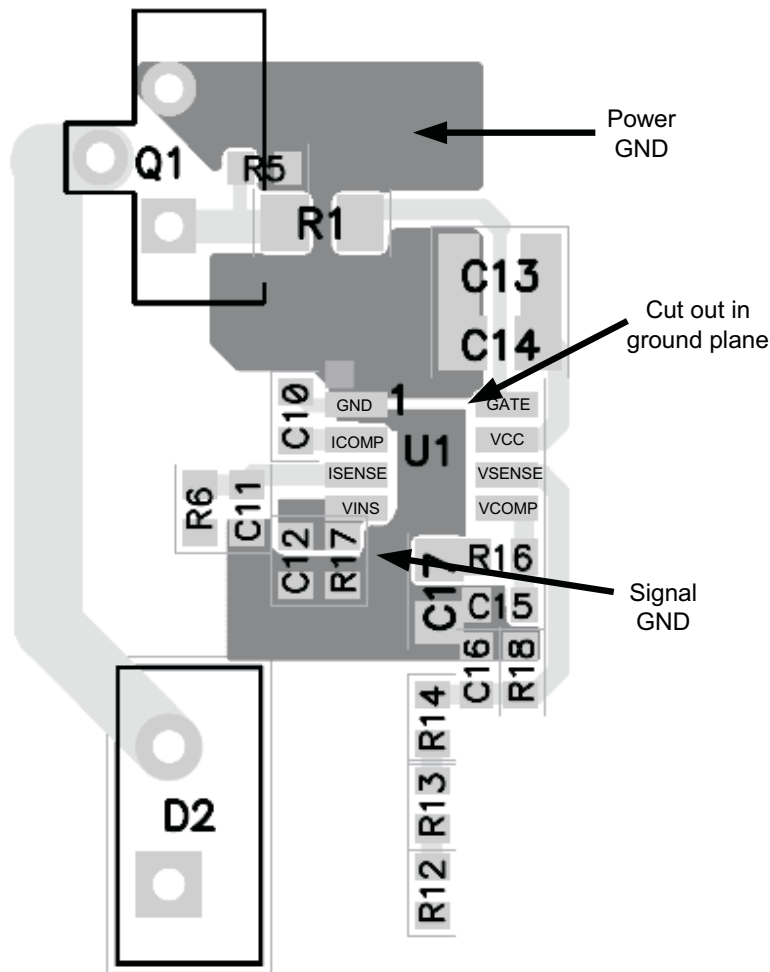 Power
GND
Q1
R5
R1
C13
C14
Cut out in
ground plane
C10
GND
1
GATE
ICOMP
U1
VCC
ISENSE
VSENSE
R6
C11
VINS
VCOMP
C12
R17
C17
R16
C15
Signal
GND
C16
R18
R14
D2
R13
R12